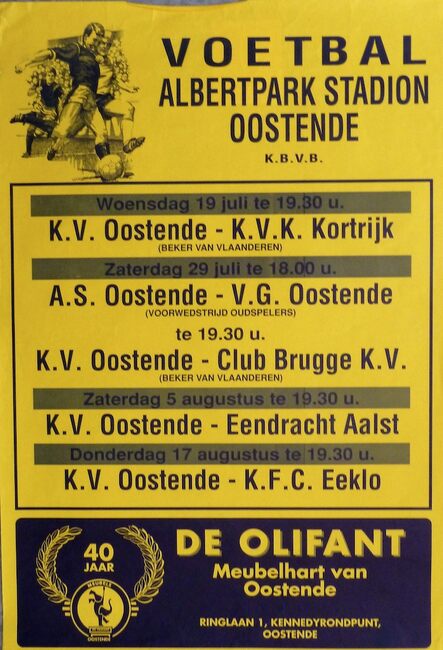 VOETBAL
ALBERTPARK STADION
OOSTENDE
K.B.V.B.
Woensdag 19 juli te 19.30 u.
K.V. Oostende - K.V.K. Kortrijk
(BEKER VAN VLAANDEREN)
Zaterdag 29 juli te 18.00 u.
A.S. Oostende - V.G. Oostende
(VOORWEDSTRIJD OUDSPELERS)
te 19.30 u.
K.V. Oostende - Club Brugge K.V.
(BEKER VAN VLAANDEREN)
Zaterdag 5 augustus te 19.30 u.
K.V. Oostende - Eendracht Aalst
Donderdag 17 augustus te 19.30 u.
K.V. Oostende - K.F.C. Eeklo
40
JAAR
MEUBELS
OOSTENDE
DE OLIFANT
Meubelhart van
Oostende
RINGLAAN 1, KENNEDYRONDPUNT,
OOSTENDE